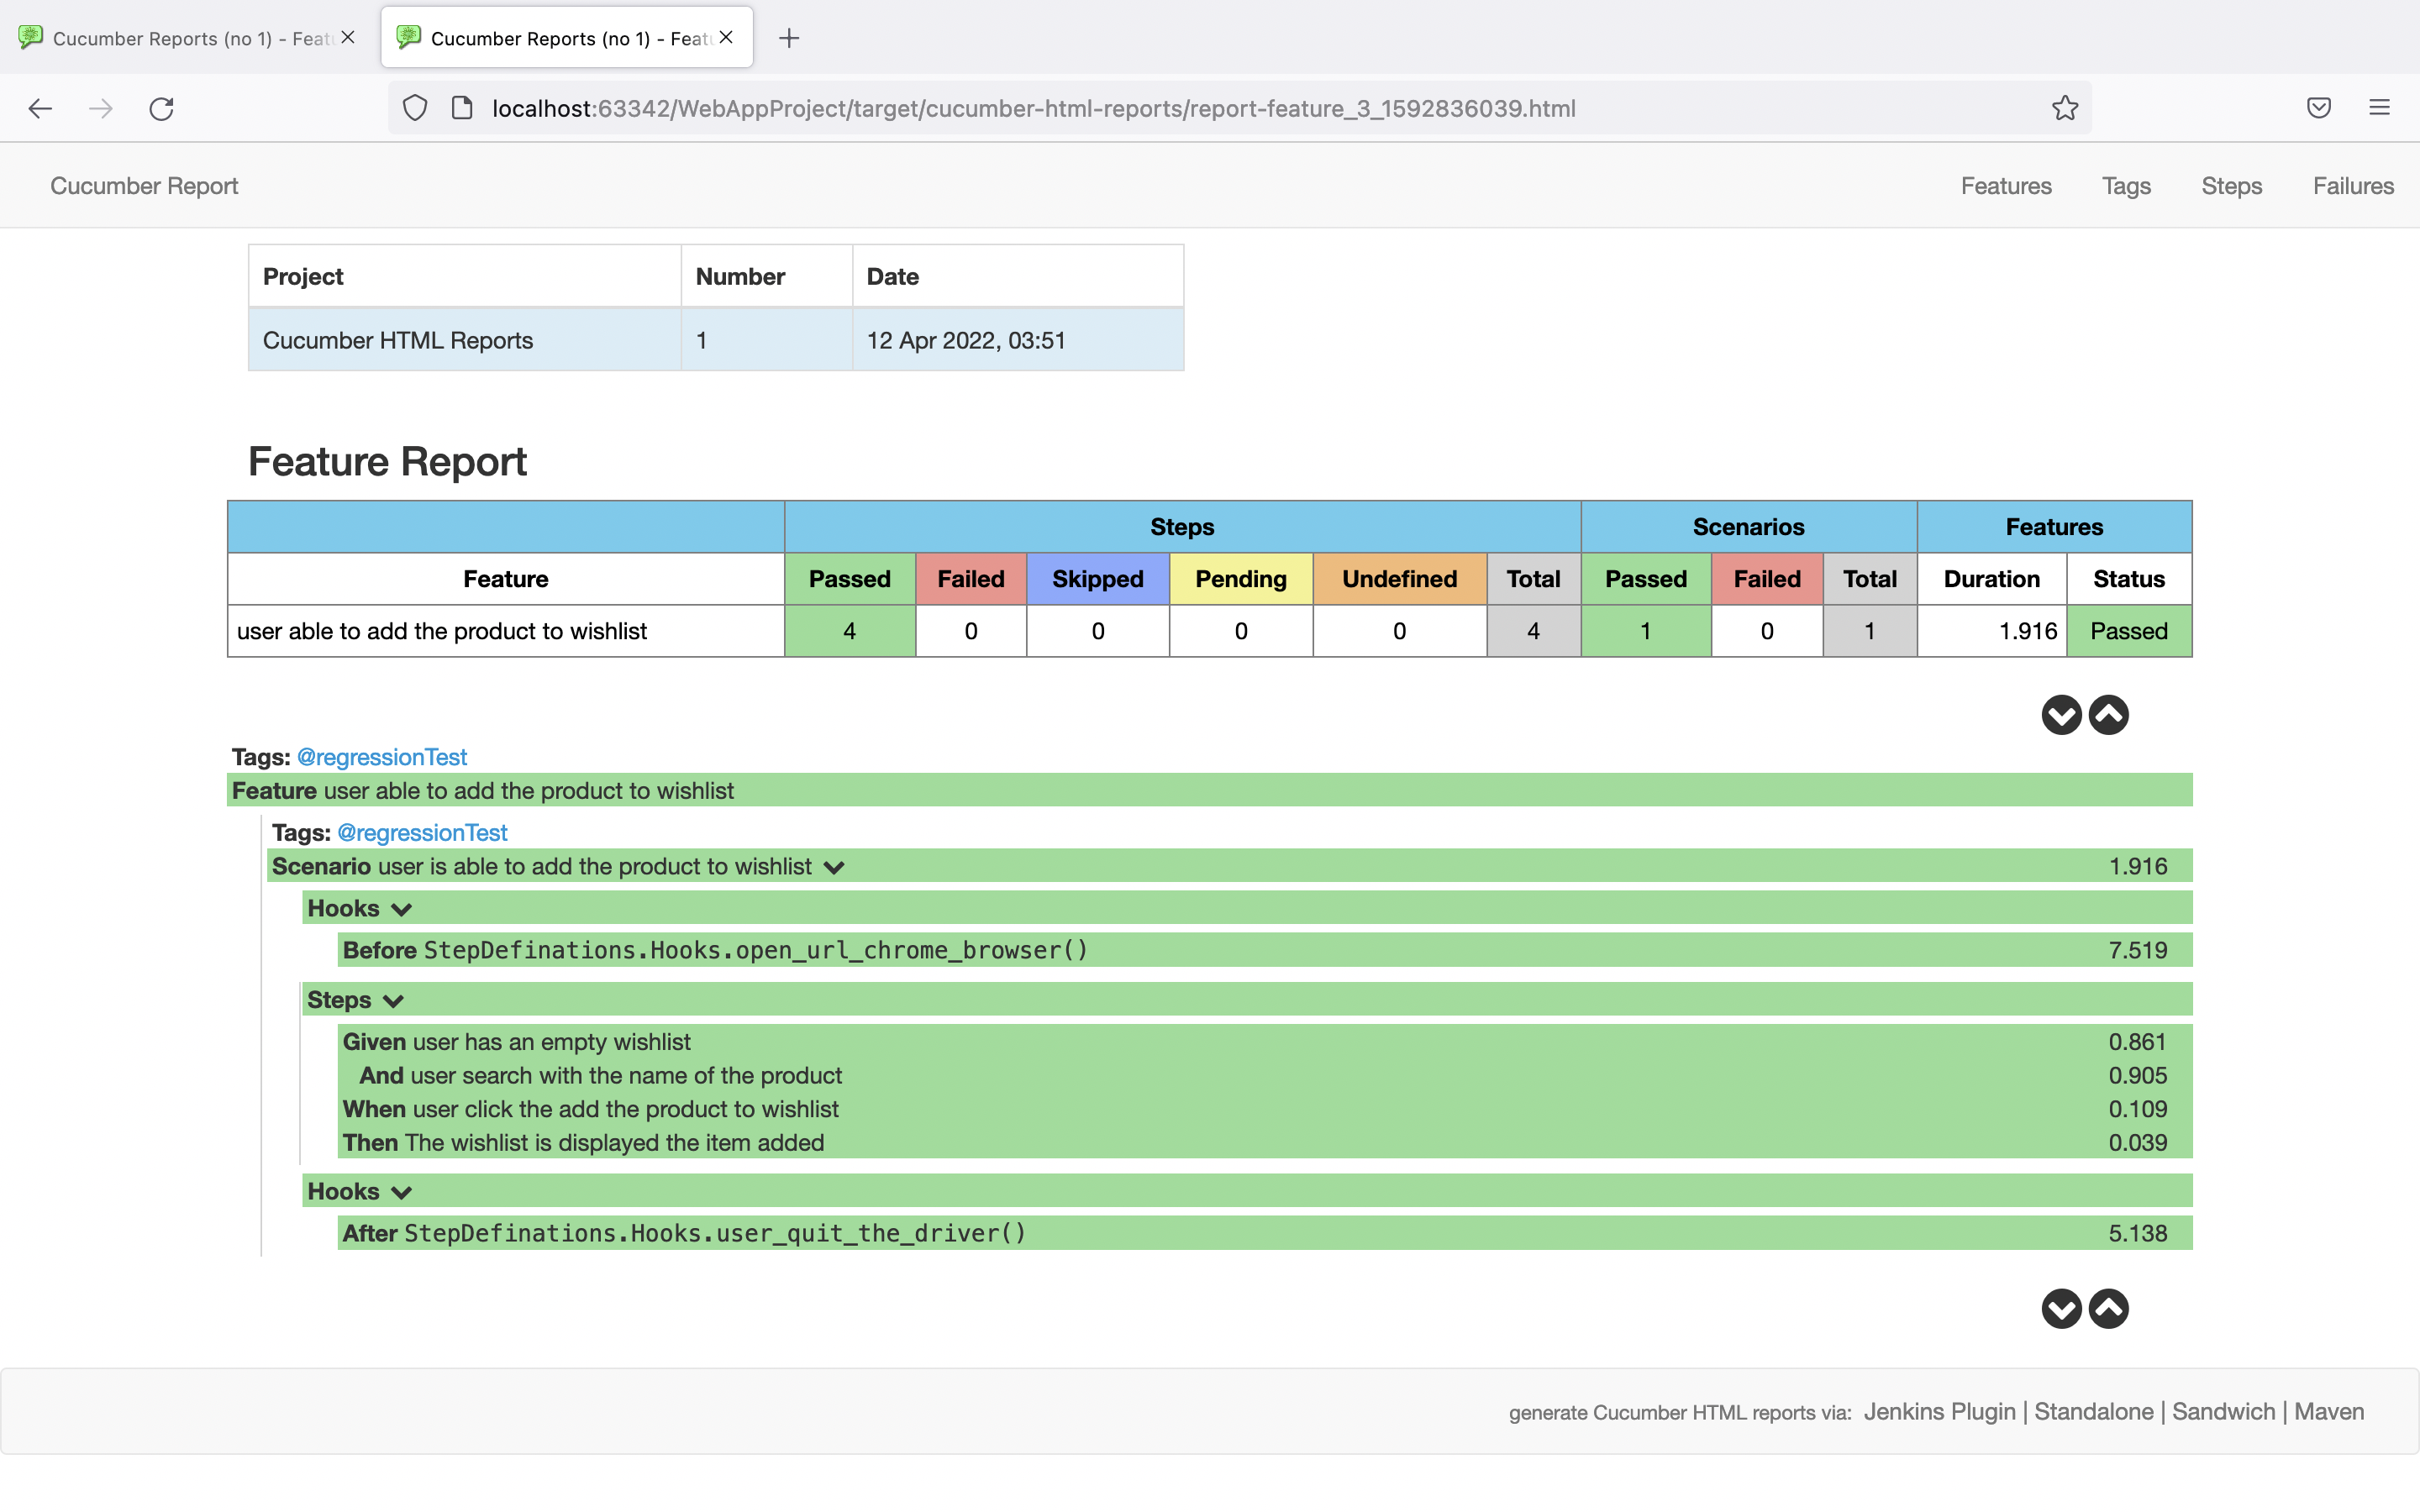 Cucumber Reports (no 1) - Featu
Cucumber Reports (no 1) - Featu
localhost:63342/WebAppProject/target/cucumber-html-reports/report-feature_3_1592836039.html
Cucumber Report Features Tags Steps Failures
Project Number Date
Cucumber HTML Reports 1 12 Apr 2022, 03:51
Feature Report
Steps Scenarios Features
Feature Passed Failed Skipped Pending Undefined Total Passed Failed Total Duration Status
user able to add the product to wishlist 4 0 0 0 0 4 1 0 1 1.916 Passed
Tags: @regressionTest
Feature user able to add the product to wishlist
Tags: @regressionTest
Scenario user is able to add the product to wishlist 1.916
Hooks
Before StepDefinations.Hooks.open_url_chrome_browser() 7.519
Steps
Given user has an empty wishlist 0.861
And user search with the name of the product 0.905
When user click the add the product to wishlist 0.109
Then The wishlist is displayed the item added 0.039
Hooks
After StepDefinations.Hooks.user_quit_the_driver() 5.138
generate Cucumber HTML reports via: Jenkins Plugin | Standalone | Sandwich | Maven